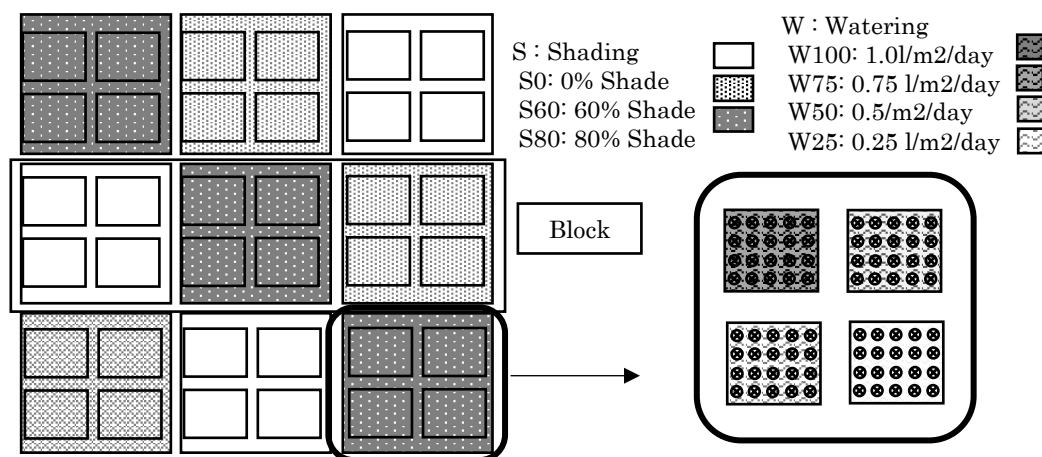 S : Shading
S0: 0% Shade
S60: 60% Shade
S80: 80% Shade
W : Watering
W100: 1.0l/m2/day
W75: 0.75 l/m2/day
W50: 0.5/m2/day
W25: 0.25 l/m2/day
Block